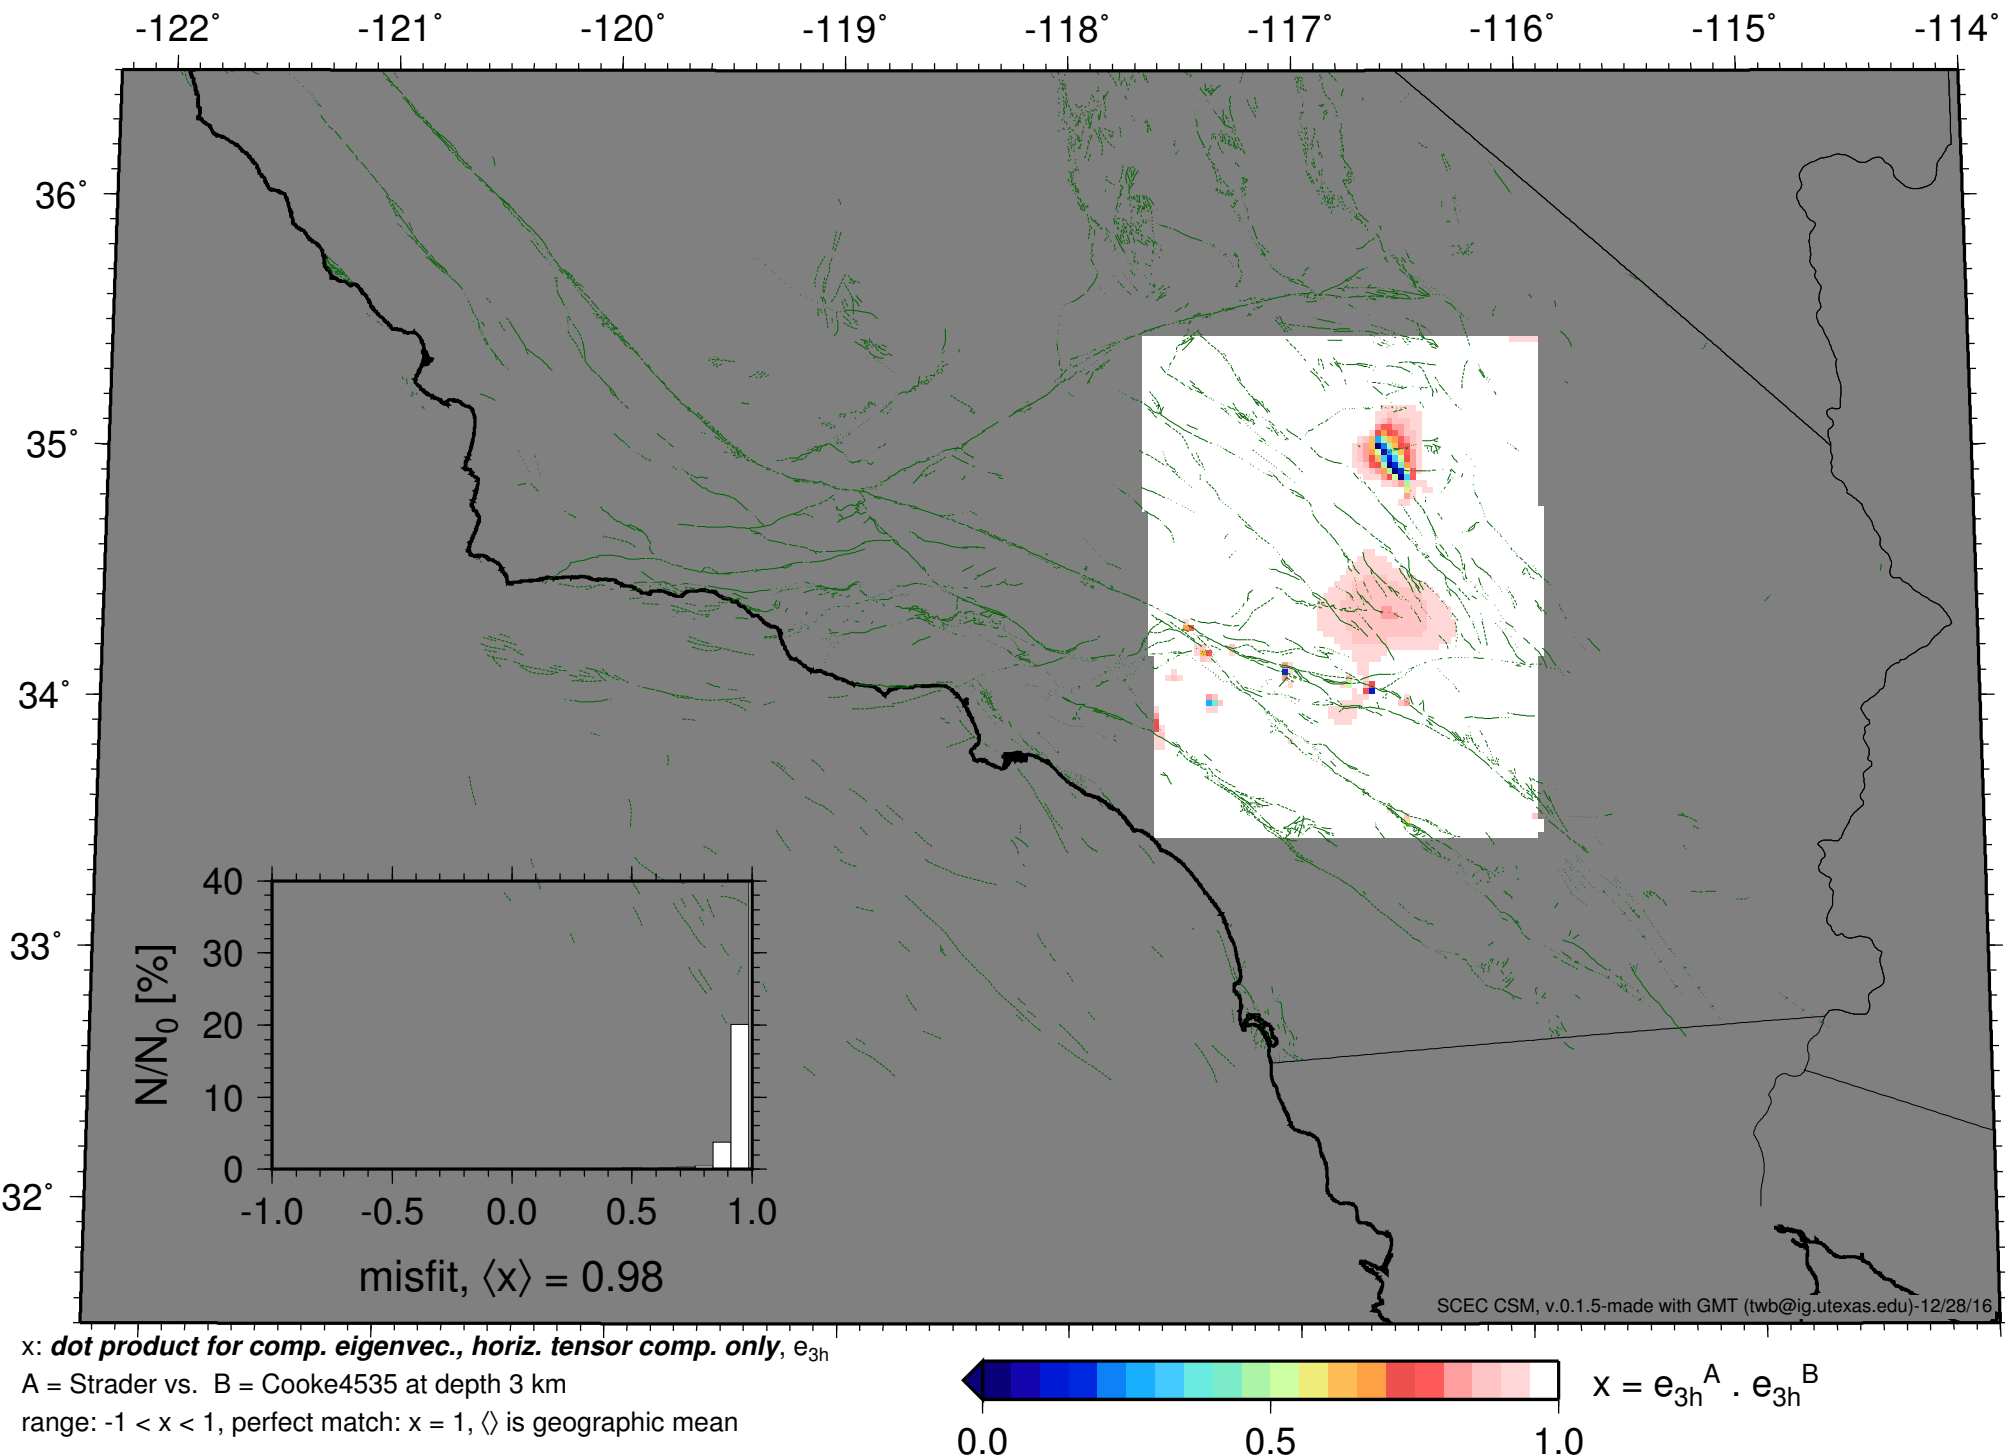 -122˚ -121˚ -120˚ -119˚ -118˚ -117˚ -116˚ -115˚ -114˚
36˚
35˚
34˚
33˚
32˚
40
30
20
10
0
N/N0 [%]
-1.0 -0.5 0.0 0.5 1.0
misfit, ⟨x⟩ = 0.98
SCEC CSM, v.0.1.5-made with GMT (twb@ig.utexas.edu)-12/28/16
x: dot product for comp. eigenvec., horiz. tensor comp. only, e3h
A = Strader vs. B = Cooke4535 at depth 3 km
range: -1 < x < 1, perfect match: x = 1, ⟨⟩ is geographic mean
x = e3hA . e3hB
0.0 0.5 1.0